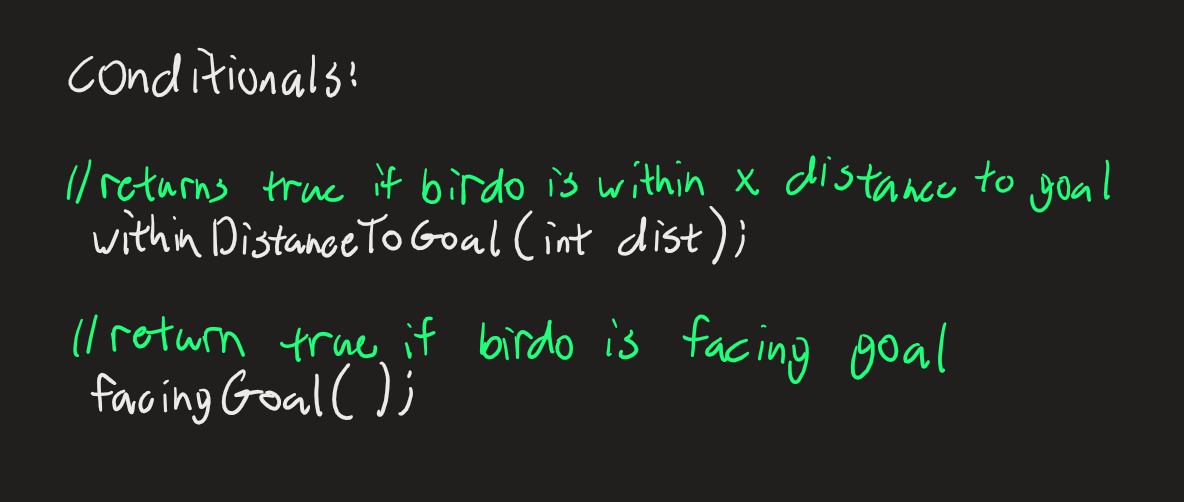 Conditionals:
//returns true if birdo is within x distance to goal
withinDistanceToGoal(int dist);
//return true if birdo is facing goal
facingGoal();